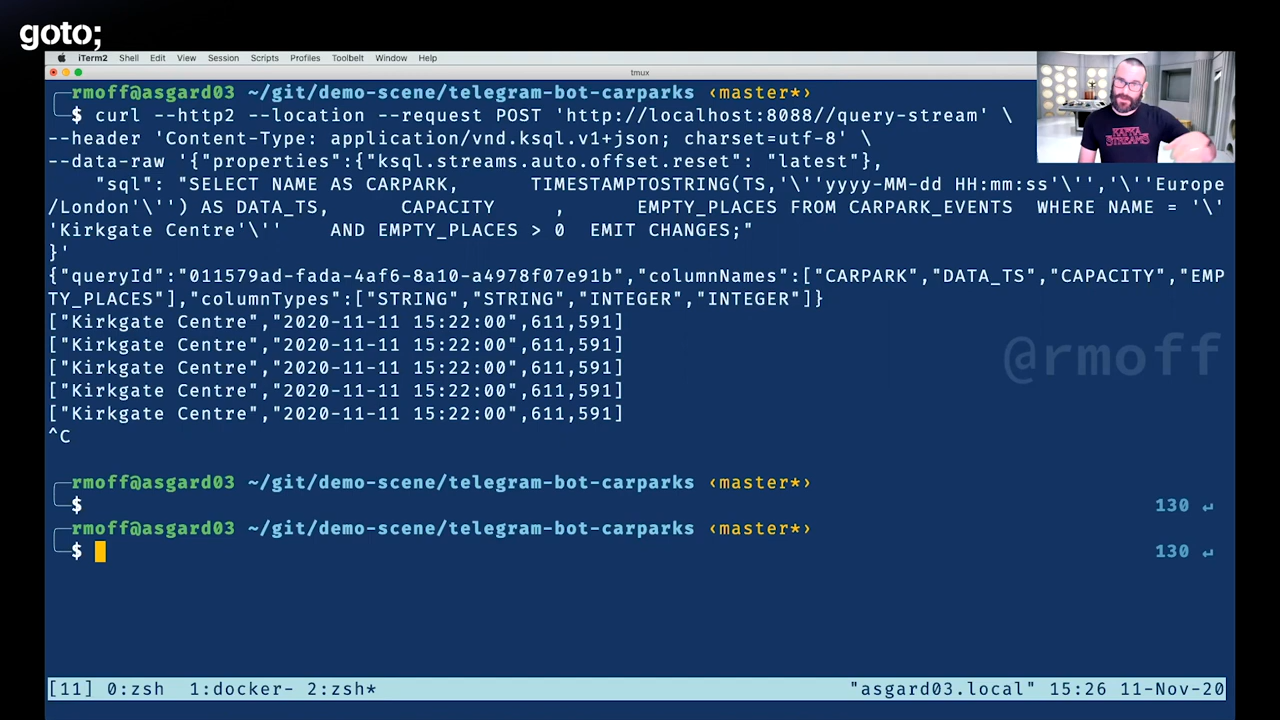 goto;
iTerm2 Shell Edit View Session Scripts Profiles Toolbelt Window Help
tmux
rmoff@asgard03 ~/git/demo-scene/telegram-bot-carparks ‹master*›
$ curl --http2 --location --request POST 'http://localhost:8088//query-stream' \
--header 'Content-Type: application/vnd.ksql.v1+json; charset=utf-8' \
--data-raw '{"properties":{"ksql.streams.auto.offset.reset": "latest"},
"sql": "SELECT NAME AS CARPARK, TIMESTAMPTOSTRING(TS,'\''yyyy-MM-dd HH:mm:ss'\'','\''Europe
/London'\'') AS DATA_TS, CAPACITY , EMPTY_PLACES FROM CARPARK_EVENTS WHERE NAME = '\'
'Kirkgate Centre'\'' AND EMPTY_PLACES > 0 EMIT CHANGES;"
}'
{"queryId":"011579ad-fada-4af6-8a10-a4978f07e91b","columnNames":["CARPARK","DATA_TS","CAPACITY","EMP
TY_PLACES"],"columnTypes":["STRING","STRING","INTEGER","INTEGER"]}
["Kirkgate Centre","2020-11-11 15:22:00",611,591]
["Kirkgate Centre","2020-11-11 15:22:00",611,591]
@rmoff
["Kirkgate Centre","2020-11-11 15:22:00",611,591]
["Kirkgate Centre","2020-11-11 15:22:00",611,591]
["Kirkgate Centre","2020-11-11 15:22:00",611,591]
^C
rmoff@asgard03 ~/git/demo-scene/telegram-bot-carparks ‹master*›
$ 130 ↵
rmoff@asgard03 ~/git/demo-scene/telegram-bot-carparks ‹master*›
$ 130 ↵
[11] 0:zsh 1:docker- 2:zsh* "asgard03.local" 15:26 11-Nov-20
KAFKA
STREAMS